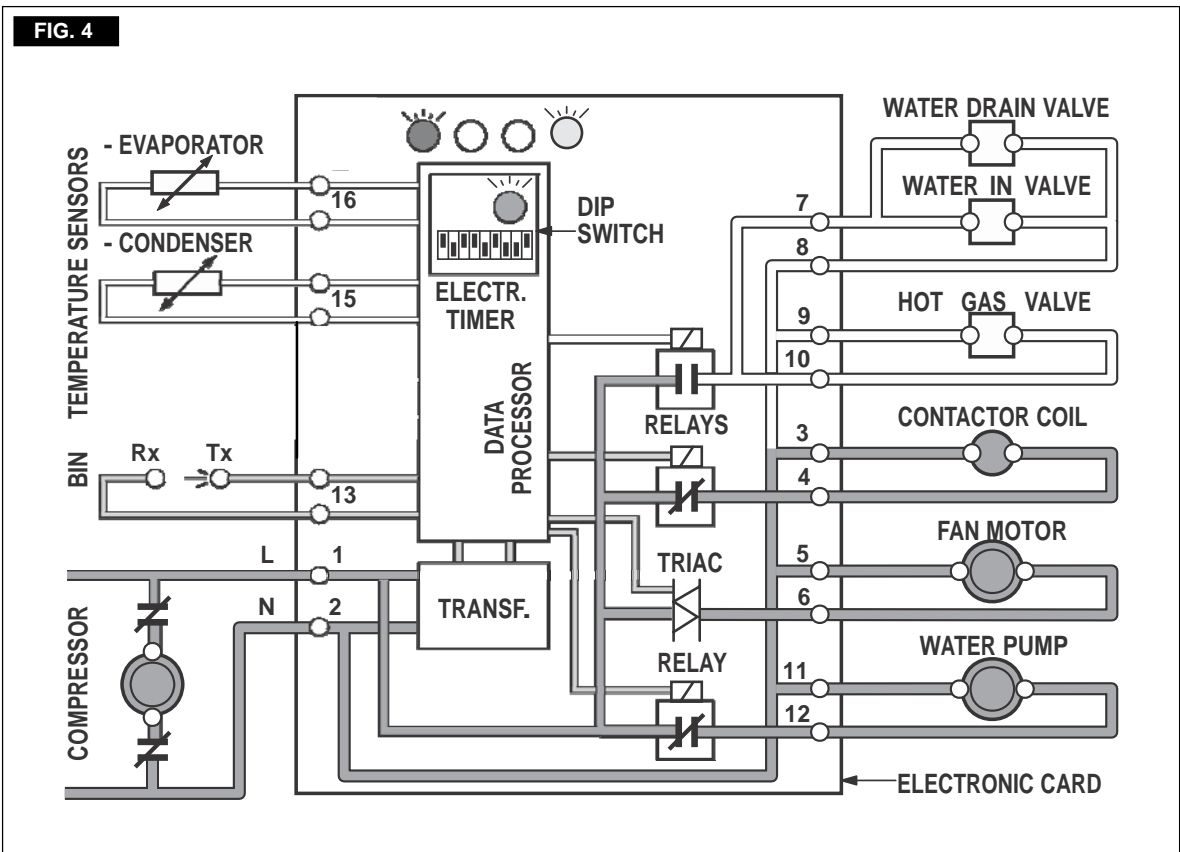 FIG. 4
WATER DRAIN VALVE
- EVAPORATOR
16
WATER IN VALVE
7
DIP
SWITCH
- CONDENSER
8
15
ELECTR.
TIMER
HOT GAS VALVE
9
10
TEMPERATURE SENSORS
DATA
PROCESSOR
RELAYS
CONTACTOR COIL
3
4
BIN
Rx
Tx
13
FAN MOTOR
TRIAC
5
6
L
1
N
2
TRANSF.
COMPRESSOR
RELAY
WATER PUMP
11
12
ELECTRONIC CARD